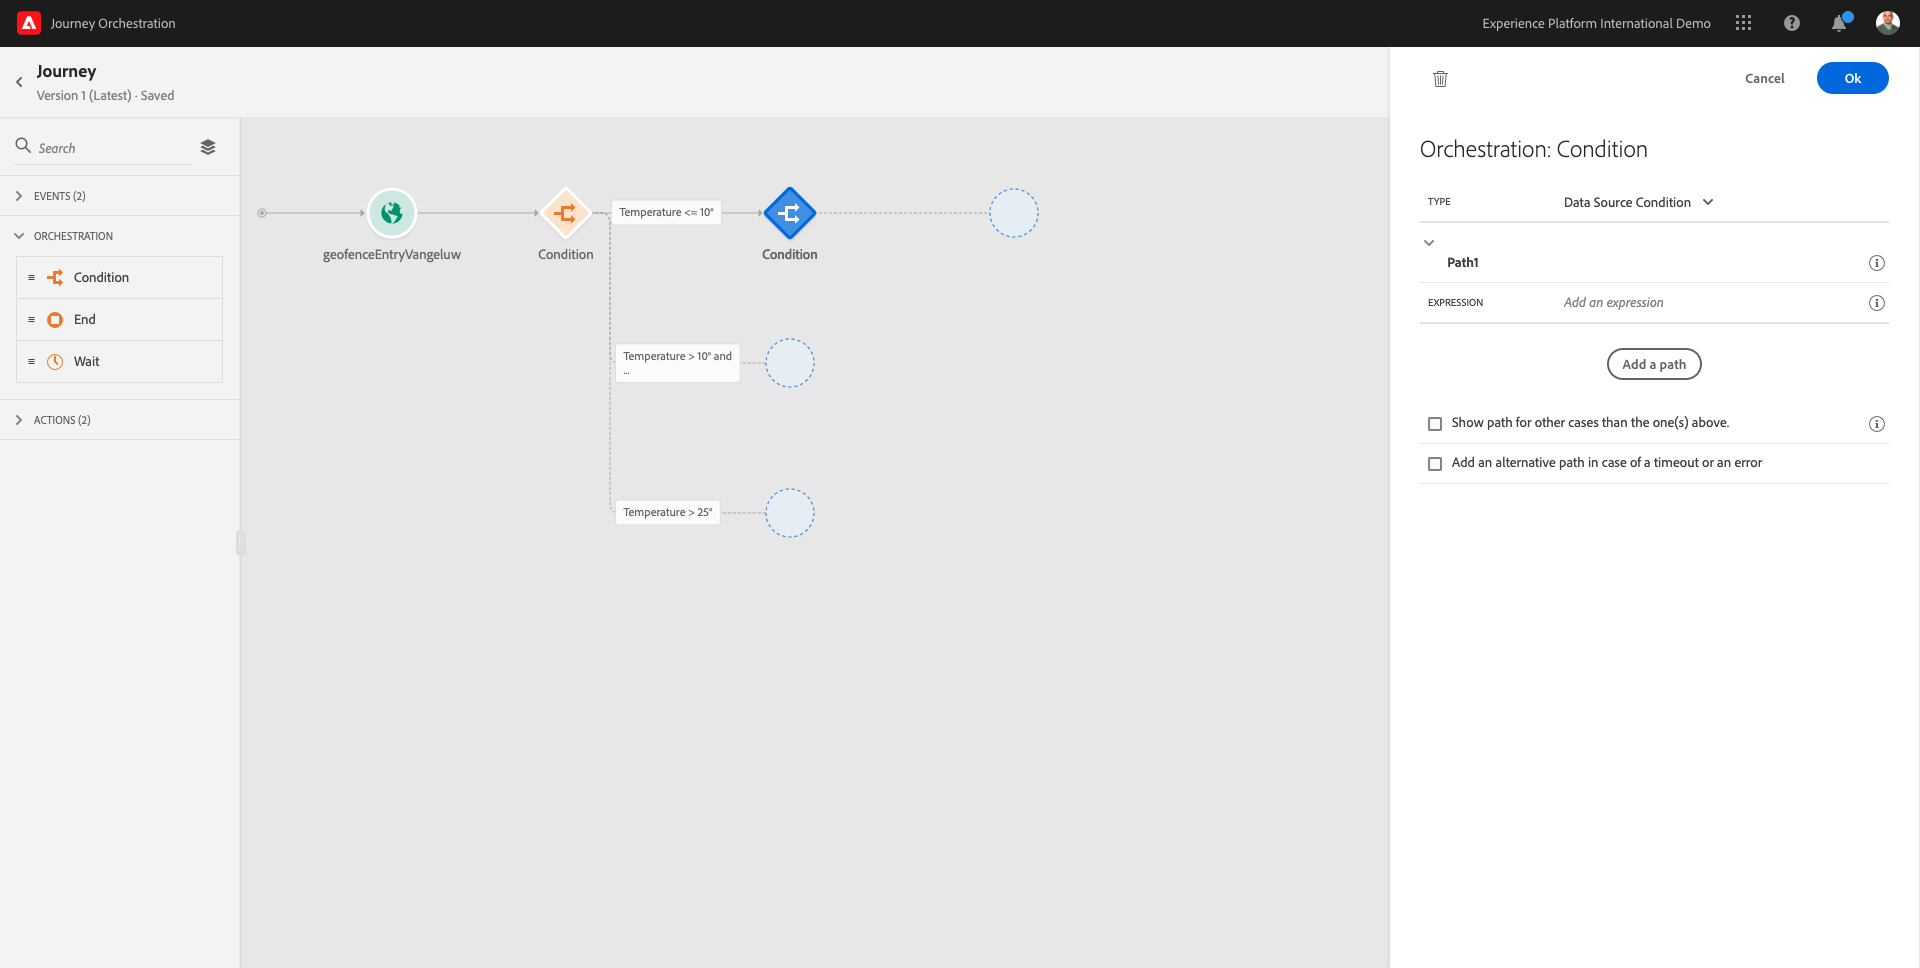 Journey Orchestration
Experience Platform International Demo
Journey
Version 1 (Latest) · Saved
Search
EVENTS (2)
ORCHESTRATION
Condition
End
Wait
ACTIONS (2)
geofenceEntryVangeluw
Condition
Temperature <= 10°
Condition
Temperature > 10° and
...
Temperature > 25°
Cancel
Ok
Orchestration: Condition
TYPE
Data Source Condition
Path1
EXPRESSION
Add an expression
Add a path
Show path for other cases than the one(s) above.
Add an alternative path in case of a timeout or an error